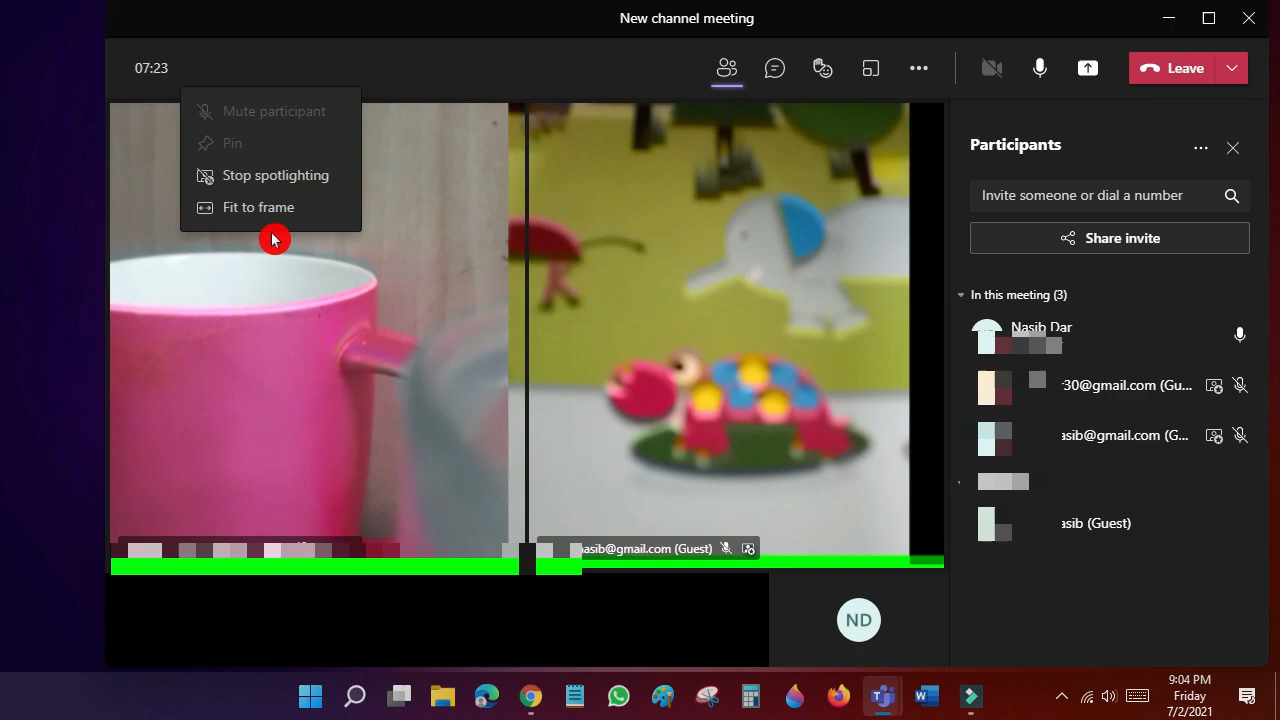 New channel meeting
07:23
Leave
Mute participant
Pin
Stop spotlighting
Fit to frame
Participants
Invite someone or dial a number
Share invite
In this meeting (3)
Nasib Dar
r30@gmail.com (Gu...
asib@gmail.com (G...
asib (Guest)
nasib@gmail.com (Guest)
ND
9:04 PM
Friday
7/2/2021